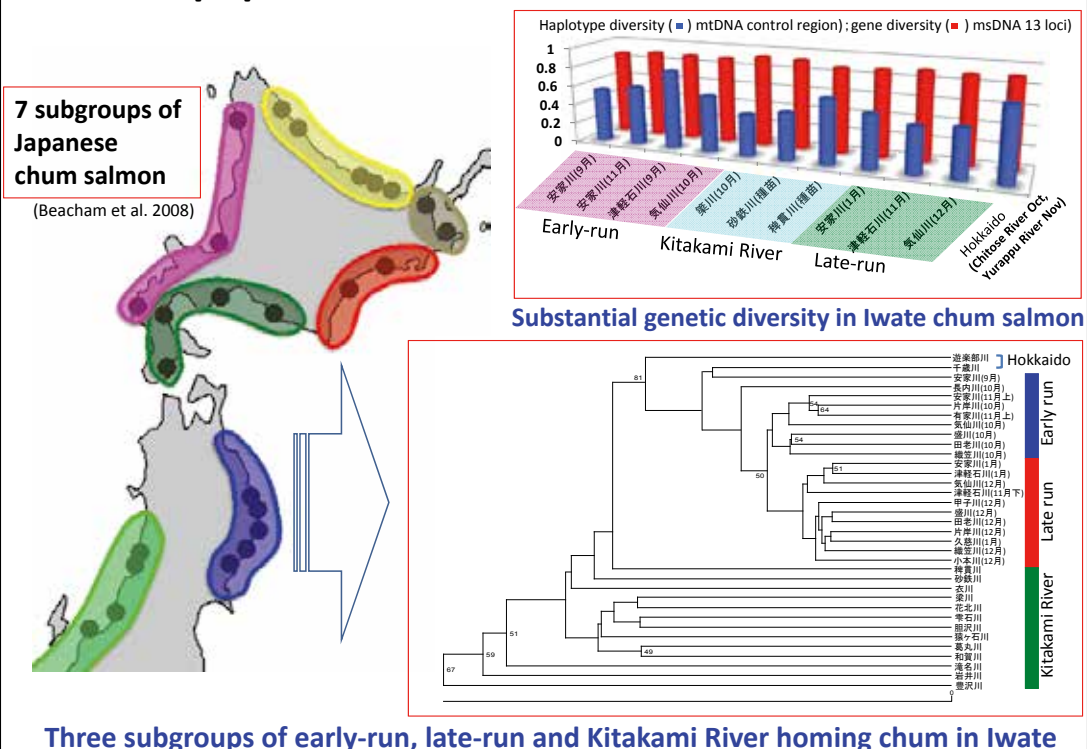 7 subgroups of
Japanese
chum salmon
(Beacham et al. 2008)
Haplotype diversity ( ■ ) mtDNA control region) ; gene diversity (■ ) msDNA 13 loci)
1
0.8
0.6
0.4
0.2
0
安家川(9月)
安家川(11月)
津軽石川(9月)
気仙川(10月)
簗川(10月)
砂鉄川(種苗)
稗貫川(種苗)
安家川(1月)
津軽石川(11月)
気仙川(12月)
Hokkaido
(Chitose River Oct,
Yurappu River Nov)
Early-run
Kitakami River
Late-run
Substantial genetic diversity in Iwate chum salmon
遊楽部川
千歳川
Hokkaido
安家川(9月)
長内川(10月)
安家川(11月上)
片岸川(10月)
有家川(11月上)
気仙川(10月)
盛川(10月)
田老川(10月)
織笠川(10月)
安家川(1月)
津軽石川(1月)
気仙川(12月)
津軽石川(11月下)
甲子川(12月)
盛川(12月)
田老川(12月)
片岸川(12月)
久慈川(1月)
織笠川(12月)
小本川(12月)
稗貫川
砂鉄川
衣川
梁川
花北川
雫石川
胆沢川
猿ヶ石川
葛丸川
和賀川
滝名川
岩井川
豊沢川
Early run
Late run
Kitakami River
81
54
64
54
50
51
51
59
49
67
0
Three subgroups of early-run, late-run and Kitakami River homing chum in Iwate